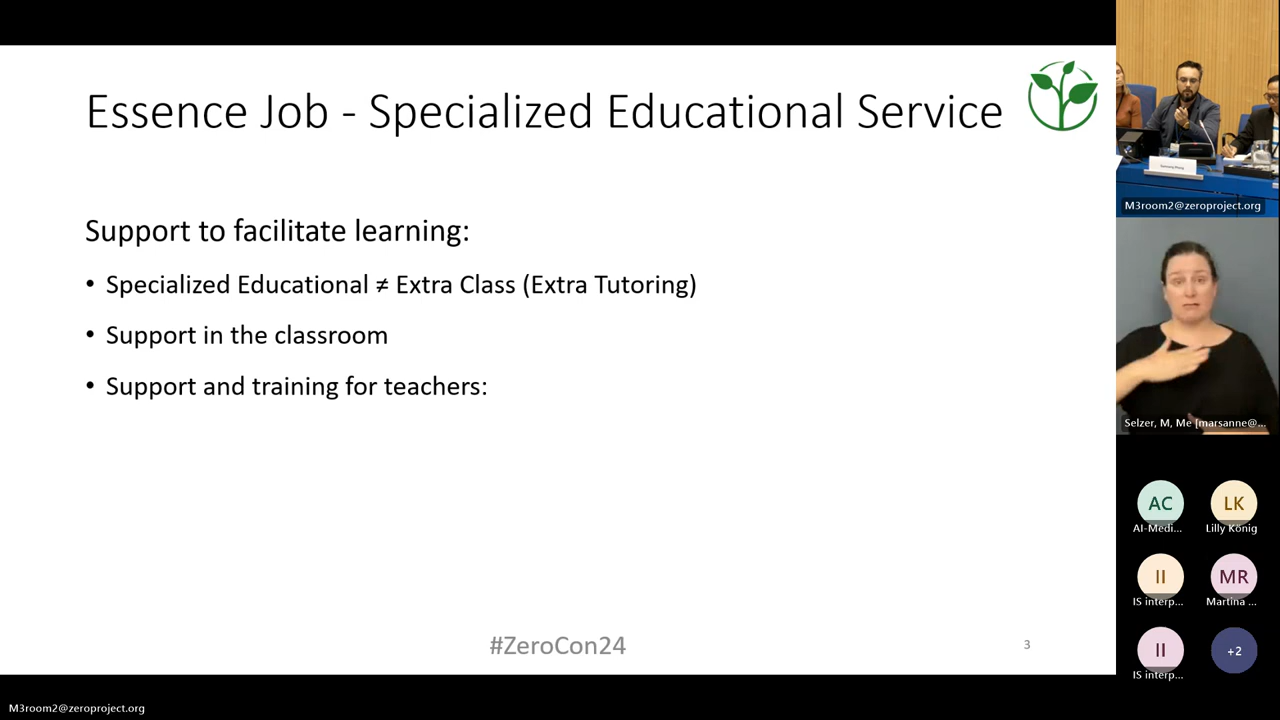 Essence Job - Specialized Educational Service
Support to facilitate learning:
• Specialized Educational ≠ Extra Class (Extra Tutoring)
• Support in the classroom
• Support and training for teachers:
#ZeroCon24
3
M3room2@zeroproject.org
Selzer, M, Me [marsanne@...
AC
AI-Medi...
LK
Lilly König
II
IS interp...
MR
Martina ...
II
IS interp...
+2
M3room2@zeroproject.org